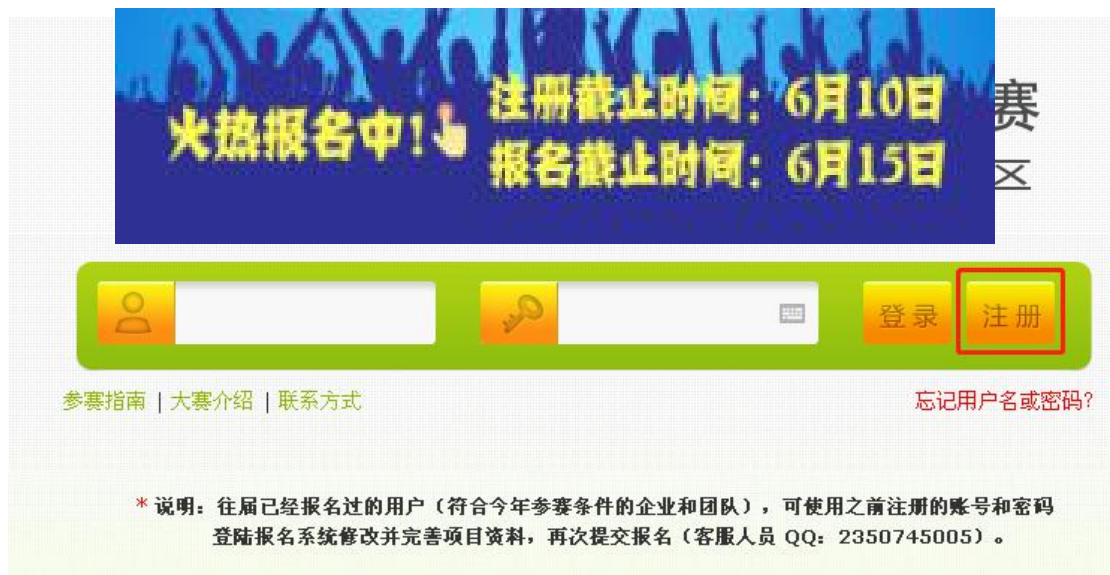 注册截止时间：6月10日
火热报名中！
报名截止时间：6月15日
赛
区
登录 注册
参赛指南 | 大赛介绍 | 联系方式 忘记用户名或密码?
* 说明：往届已经报名过的用户（符合今年参赛条件的企业和团队），可使用之前注册的账号和密码
登陆报名系统修改并完善项目资料，再次提交报名（客服人员 QQ：2350745005）。